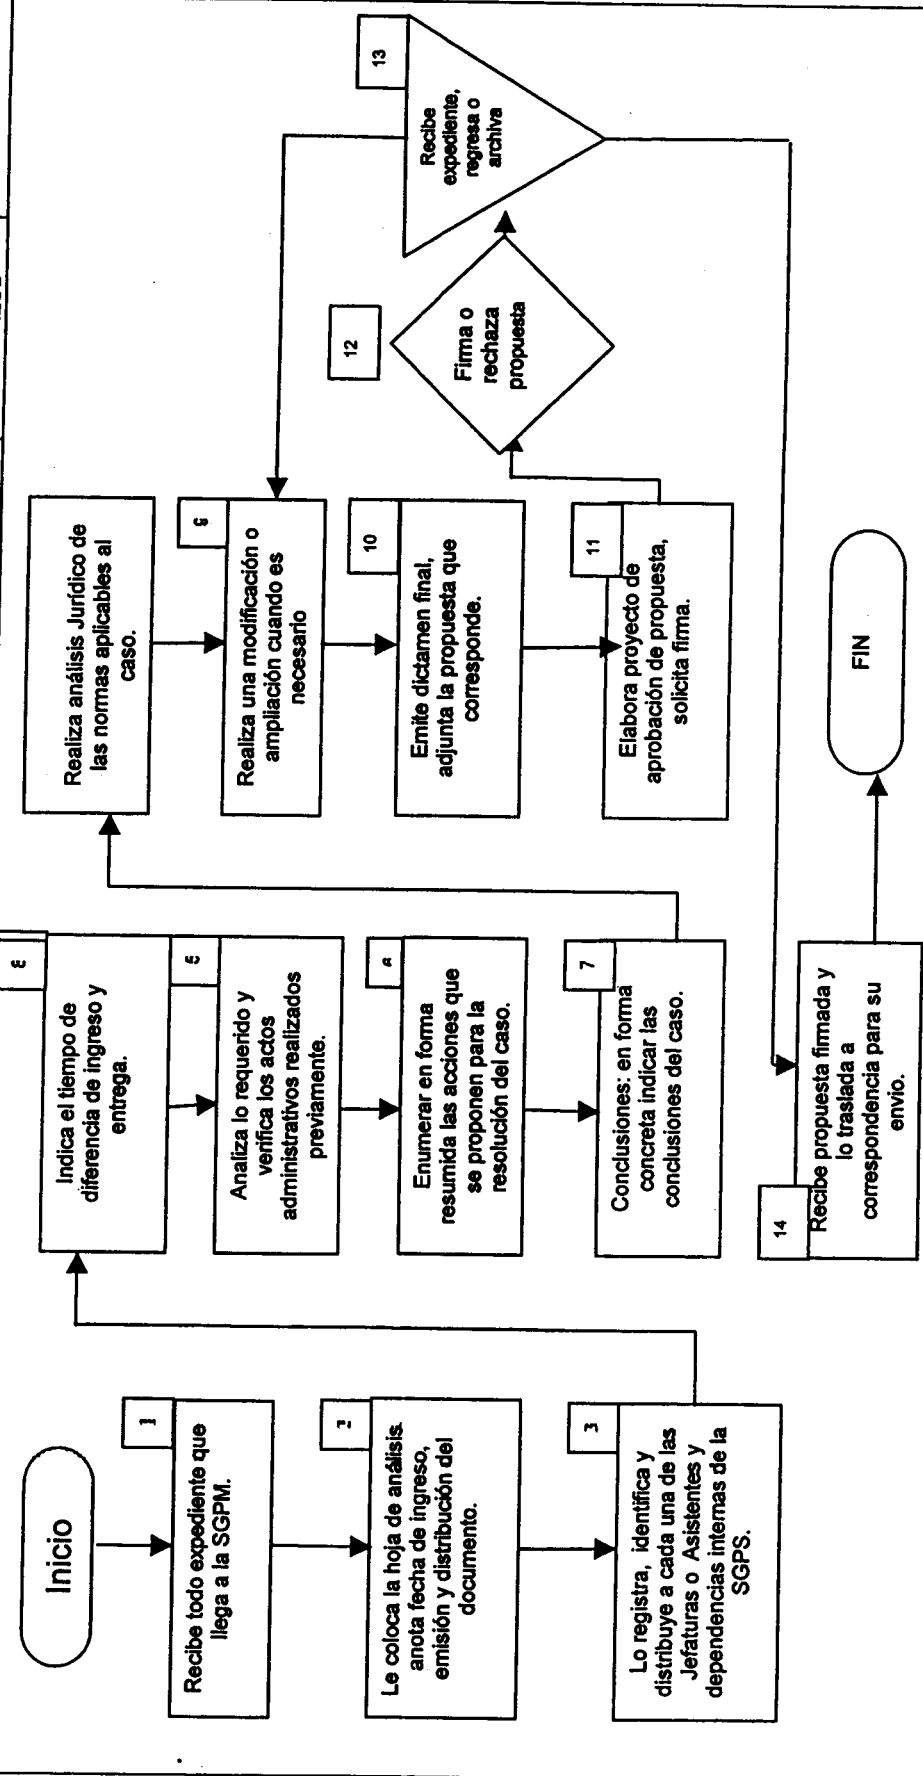 Inicio
1
Recibe todo expediente que
llega a la SGPM.
Le coloca la hoja de análisis.
anota fecha de ingreso,
emisión y distribución del
documento.
3
Lo registra, identifica y
distribuye a cada una de las
Jefaturas o Asistentes y
dependencias internas de la
SGPS.
Indica el tiempo de
diferencia de ingreso y
entrega.
5
Analiza lo requerido y
verifica los actos
administrativos realizados
previamente.
Enumerar en forma
resumida las acciones que
se proponen para la
resolución del caso.
7
Conclusiones: en forma
concreta indicar las
conclusiones del caso.
Realiza análisis Jurídico de
las normas aplicables al
caso.
9
Realiza una modificación o
ampliación cuando es
necesario
10
Emite dictamen final,
adjunta la propuesta que
corresponde.
11
Elabora proyecto de
aprobación de propuesta,
solicita firma.
12
Firma o
rechaza
propuesta
13
Recibe
expediente,
regresa o
archiva
14
Recibe propuesta firmada y
lo traslada a
correspondencia para su
envio.
FIN